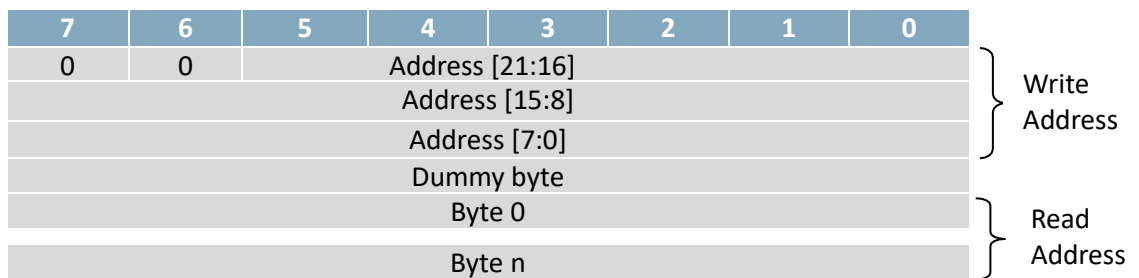 7 6 5 4 3 2 1 0
0 0 Address [21:16]
Address [15:8]
Address [7:0]
Write
Address
Dummy byte
Byte 0
Byte n
Read
Address